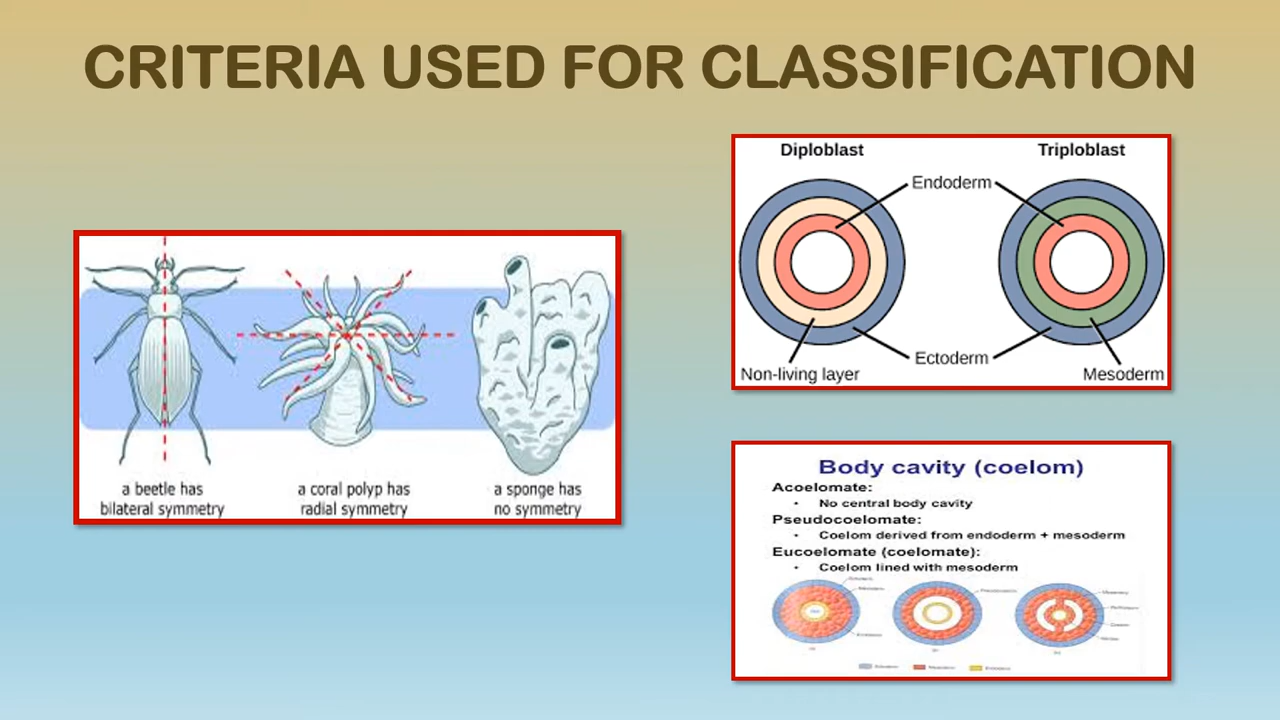 CRITERIA USED FOR CLASSIFICATION
a beetle has
bilateral symmetry
a coral polyp has
radial symmetry
a sponge has
no symmetry
Diploblast
Triploblast
Endoderm
Ectoderm
Non-living layer
Mesoderm
Body cavity (coelom)
Acoelomate:
• No central body cavity
Pseudocoelomate:
• Coelom derived from endoderm + mesoderm
Eucoelomate (coelomate):
• Coelom lined with mesoderm